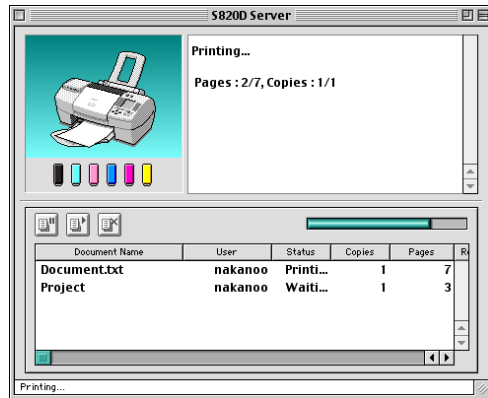 S820D Server
Printing...
Pages : 2/7, Copies : 1/1
Document Name User Status Copies Pages Re
Document.txt nakanoo Printi... 1 7
Project nakanoo Waiti... 1 3
Printing...